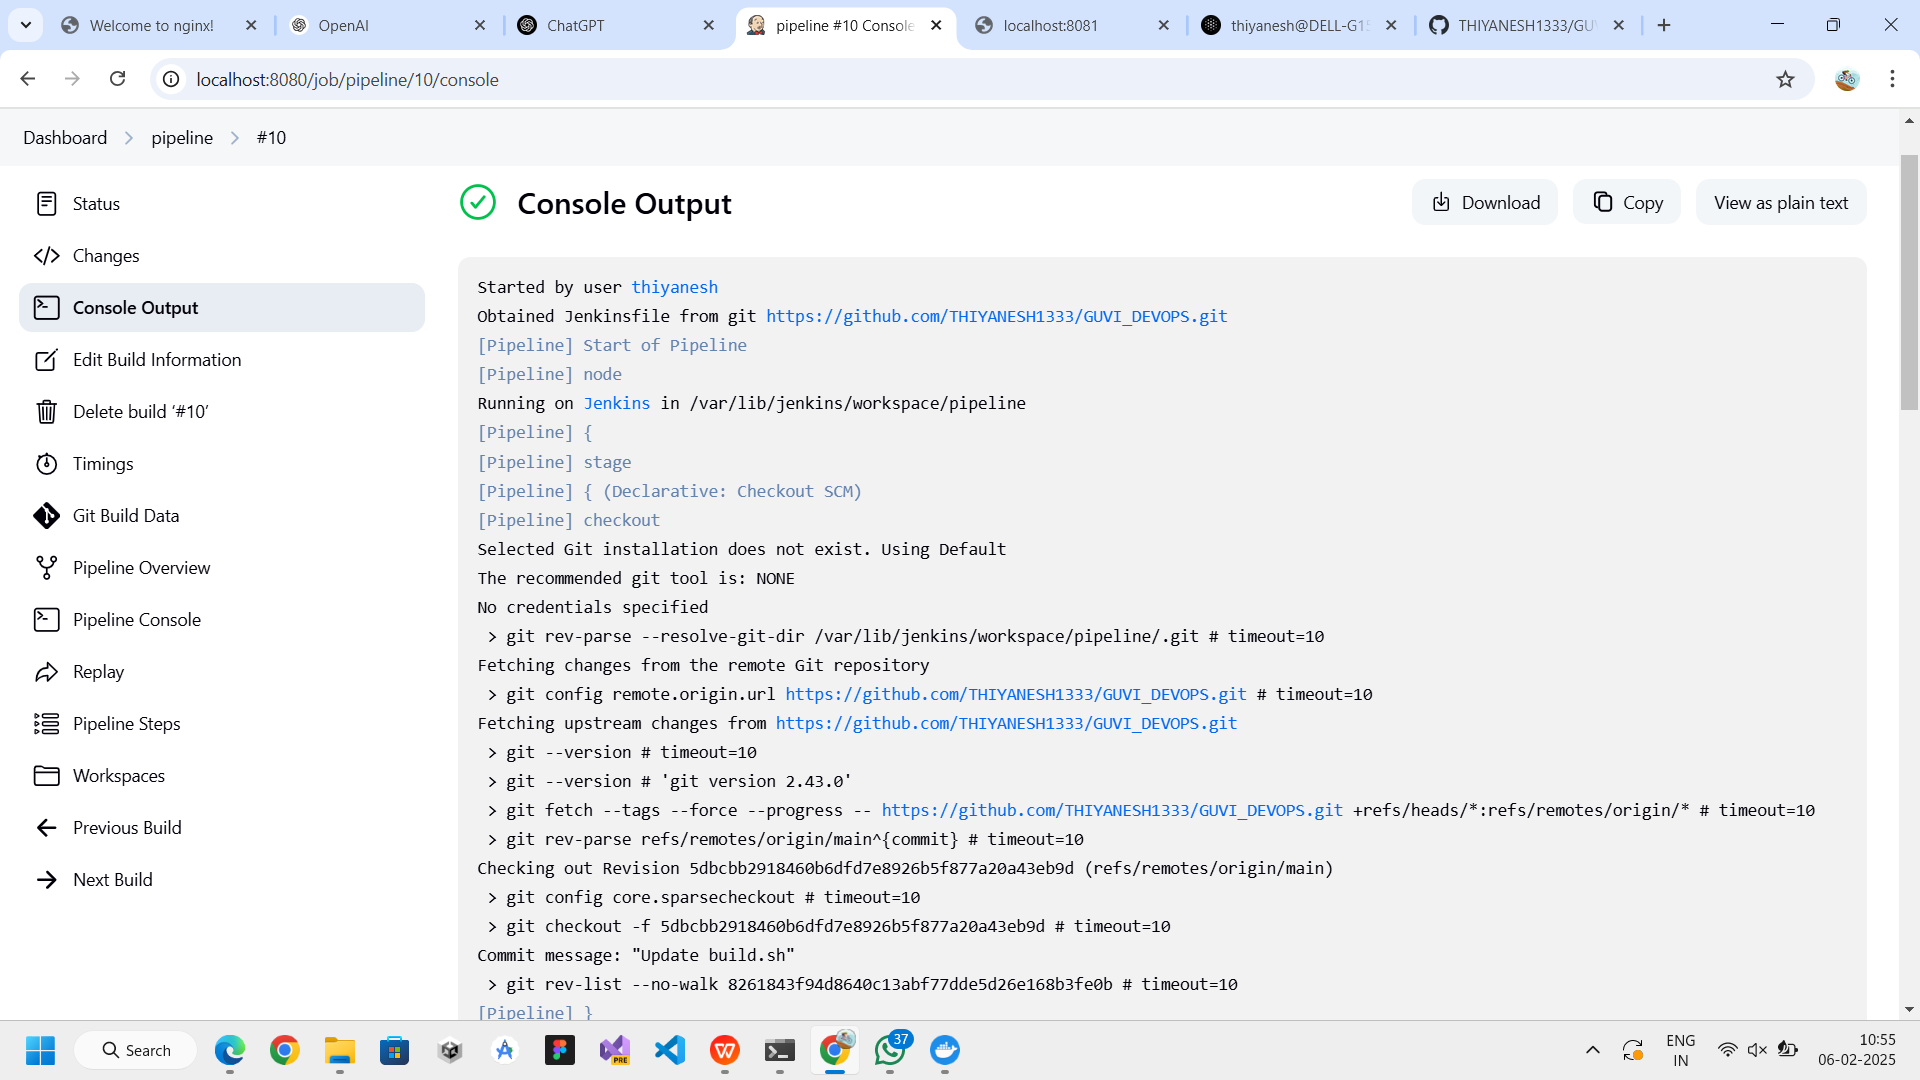 Welcome to nginx!
OpenAI
ChatGPT
pipeline #10 Console
localhost:8081
thiyanesh@DELL-G15
THIYANESH1333/GUV
localhost:8080/job/pipeline/10/console
Dashboard
pipeline
#10
Status
Changes
Console Output
Edit Build Information
Delete build ‘#10’
Timings
Git Build Data
Pipeline Overview
Pipeline Console
Replay
Pipeline Steps
Workspaces
Previous Build
Next Build
Console Output
Download
Copy
View as plain text
Started by user thiyanesh
Obtained Jenkinsfile from git https://github.com/THIYANESH1333/GUVI_DEVOPS.git
[Pipeline] Start of Pipeline
[Pipeline] node
Running on Jenkins in /var/lib/jenkins/workspace/pipeline
[Pipeline] {
[Pipeline] stage
[Pipeline] { (Declarative: Checkout SCM)
[Pipeline] checkout
Selected Git installation does not exist. Using Default
The recommended git tool is: NONE
No credentials specified
> git rev-parse --resolve-git-dir /var/lib/jenkins/workspace/pipeline/.git # timeout=10
Fetching changes from the remote Git repository
> git config remote.origin.url https://github.com/THIYANESH1333/GUVI_DEVOPS.git # timeout=10
Fetching upstream changes from https://github.com/THIYANESH1333/GUVI_DEVOPS.git
> git --version # timeout=10
> git --version # 'git version 2.43.0'
> git fetch --tags --force --progress -- https://github.com/THIYANESH1333/GUVI_DEVOPS.git +refs/heads/*:refs/remotes/origin/* # timeout=10
> git rev-parse refs/remotes/origin/main^{commit} # timeout=10
Checking out Revision 5dbcbb2918460b6dfd7e8926b5f877a20a43eb9d (refs/remotes/origin/main)
> git config core.sparsecheckout # timeout=10
> git checkout -f 5dbcbb2918460b6dfd7e8926b5f877a20a43eb9d # timeout=10
Commit message: "Update build.sh"
> git rev-list --no-walk 8261843f94d8640c13abf77dde5d26e168b3fe0b # timeout=10
[Pipeline] }
Search
PRE
37
ENG
IN
10:55
06-02-2025